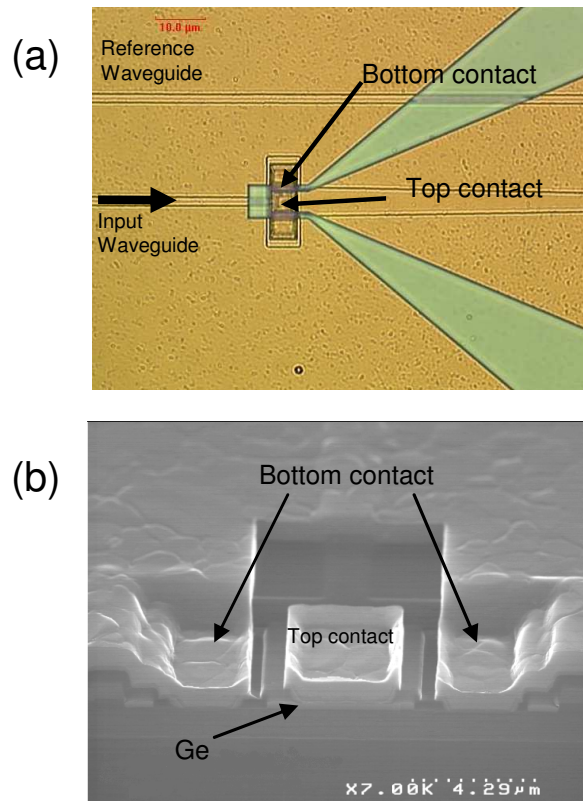 (a)
10.0 µm
Reference
Waveguide
Bottom contact
Top contact
Input
Waveguide
(b)
Bottom contact
Top contact
Ge
X7.00K 4.29µm